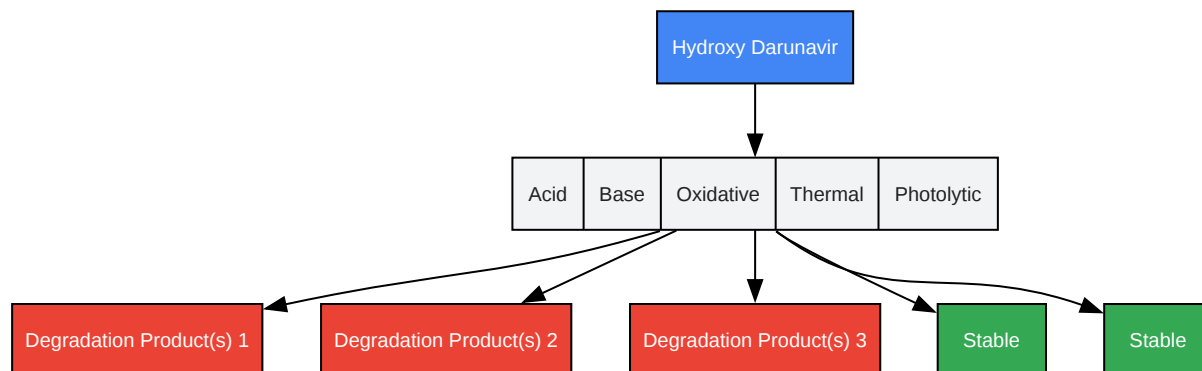 Hydroxy Darunavir
Acid Base Oxidative Thermal Photolytic
Degradation Product(s) 1 Degradation Product(s) 2 Degradation Product(s) 3 Stable Stable